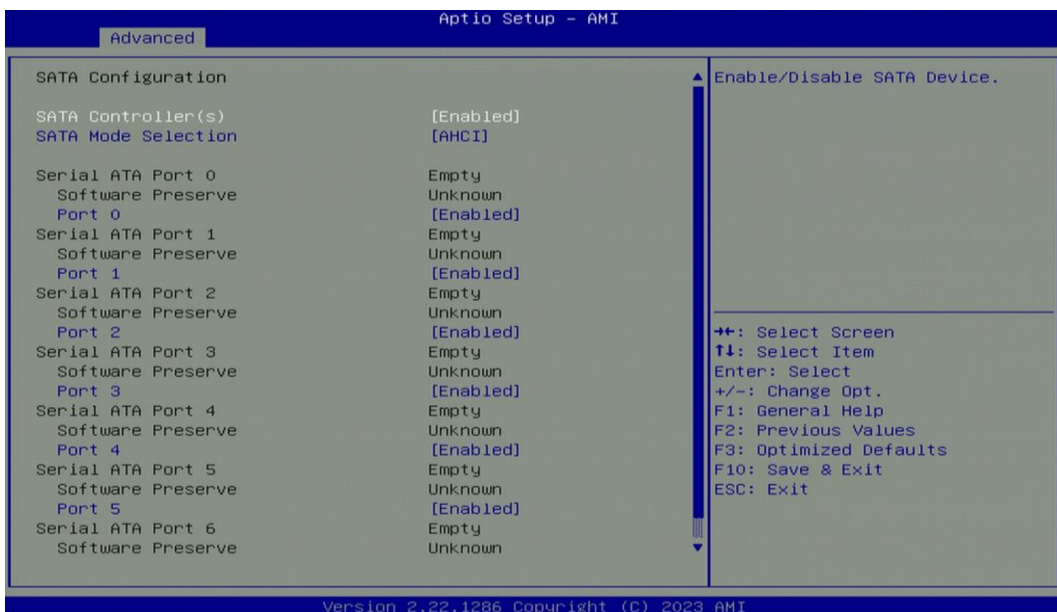 Aptio Setup - AMI
Advanced
SATA Configuration
SATA Controller(s) [Enabled]
SATA Mode Selection [AHCI]
Serial ATA Port 0 Empty
Software Preserve Unknown
Port 0 [Enabled]
Serial ATA Port 1 Empty
Software Preserve Unknown
Port 1 [Enabled]
Serial ATA Port 2 Empty
Software Preserve Unknown
Port 2 [Enabled]
Serial ATA Port 3 Empty
Software Preserve Unknown
Port 3 [Enabled]
Serial ATA Port 4 Empty
Software Preserve Unknown
Port 4 [Enabled]
Serial ATA Port 5 Empty
Software Preserve Unknown
Port 5 [Enabled]
Serial ATA Port 6 Empty
Software Preserve Unknown
Enable/Disable SATA Device.
→←: Select Screen
↑↓: Select Item
Enter: Select
+/-: Change Opt.
F1: General Help
F2: Previous Values
F3: Optimized Defaults
F10: Save & Exit
ESC: Exit
Version 2.22.1286 Copyright (C) 2023 AMI